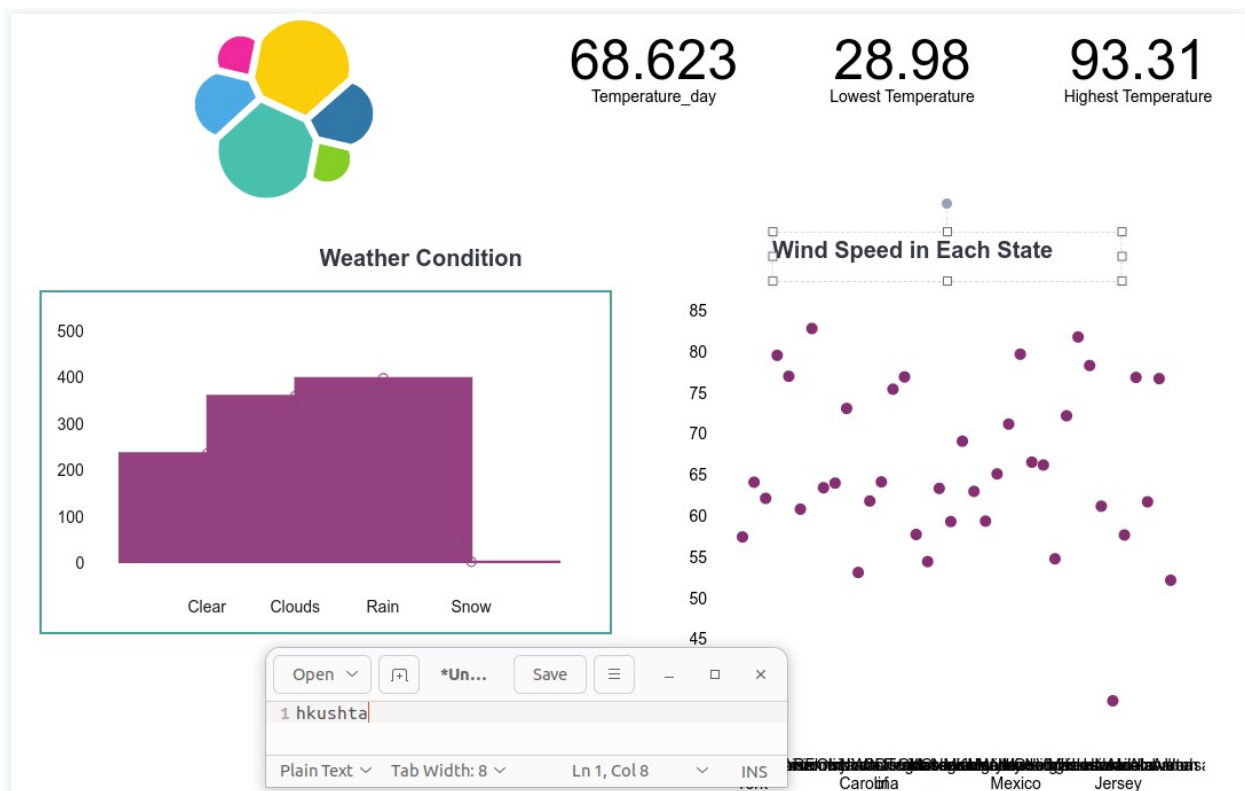 68.623
Temperature_day
28.98
Lowest Temperature
93.31
Highest Temperature
Weather Condition
500
400
300
200
100
0
Clear Clouds Rain Snow
Wind Speed in Each State
85
80
75
70
65
60
55
50
45
Carolina
Mexico
Jersey
Open *Un... Save
1 hkushta
Plain Text Tab Width: 8 Ln 1, Col 8 INS